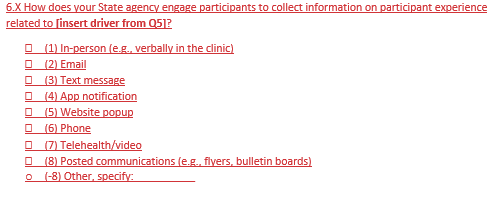 6.X How does your State agency engage participants to collect information on participant experience
related to [insert driver from Q5]?
☐ (1) In-person (e.g., verbally in the clinic)
☐ (2) Email
☐ (3) Text message
☐ (4) App notification
☐ (5) Website popup
☐ (6) Phone
☐ (7) Telehealth/video
☐ (8) Posted communications (e.g., flyers, bulletin boards)
o (-8) Other, specify: ____________